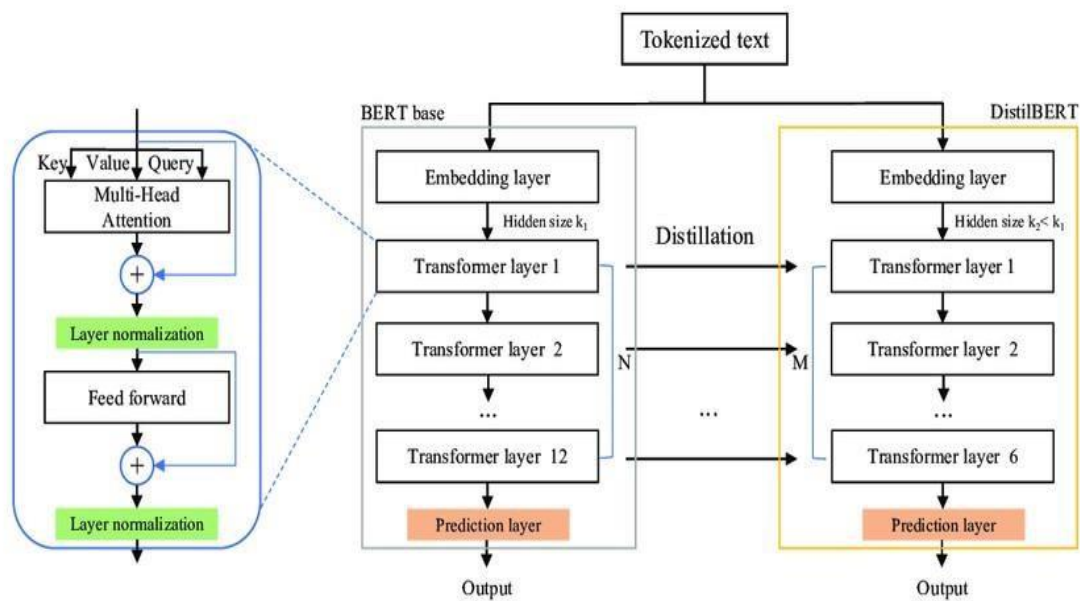 Tokenized text
BERT base
DistilBERT
Key Value Query
Multi-Head
Attention
+
Layer normalization
Feed forward
+
Layer normalization
Embedding layer
Hidden size k₁
Transformer layer 1
Transformer layer 2
...
Transformer layer 12
Prediction layer
Output
N
Distillation
...
M
Embedding layer
Hidden size k₂< k₁
Transformer layer 1
Transformer layer 2
...
Transformer layer 6
Prediction layer
Output